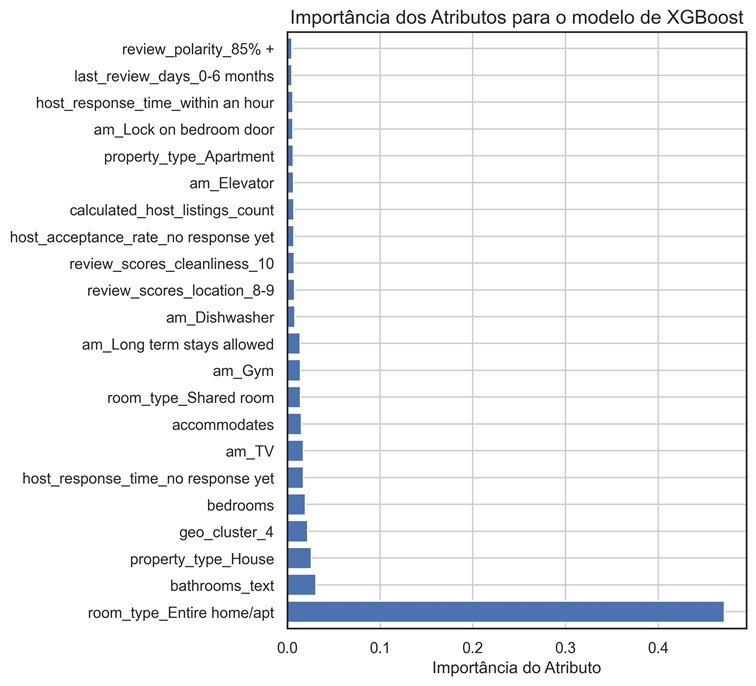 Importância dos Atributos para o modelo de XGBoost
review_polarity_85% +
last_review_days_0-6 months
host_response_time_within an hour
am_Lock on bedroom door
property_type_Apartment
am_Elevator
calculated_host_listings_count
host_acceptance_rate_no response yet
review_scores_cleanliness_10
review_scores_location_8-9
am_Dishwasher
am_Long term stays allowed
am_Gym
room_type_Shared room
accommodates
am_TV
host_response_time_no response yet
bedrooms
geo_cluster_4
property_type_House
bathrooms_text
room_type_Entire home/apt
0.0 0.1 0.2 0.3 0.4
Importância do Atributo